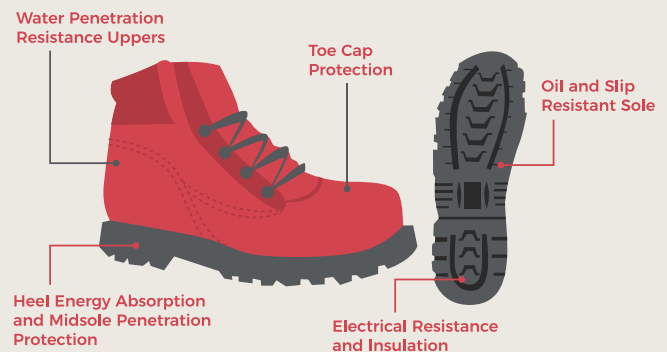 Water Penetration
Resistance Uppers
Toe Cap
Protection
Oil and Slip
Resistant Sole
Heel Energy Absorption
and Midsole Penetration
Protection
Electrical Resistance
and Insulation